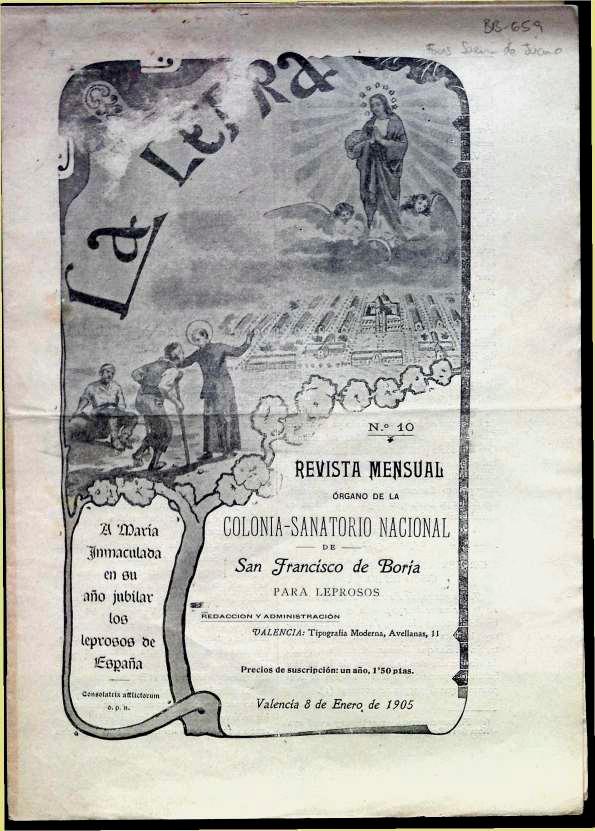 BB-659
La Lepra
N.º 10
REVISTA MENSUAL
ÓRGANO DE LA
COLONIA-SANATORIO NACIONAL
DE
San Francisco de Borja
PARA LEPROSOS
REDACCION Y ADMINISTRACIÓN
VALENCIA: Tipografía Moderna, Avellanas, 11
Precios de suscripción: un año, 1'50 ptas.
Valencia 8 de Enero de 1905
A María
Inmaculada
en su
año jubilar
los
leprosos de
España
Consolatrix afflictorum
o. p. n.